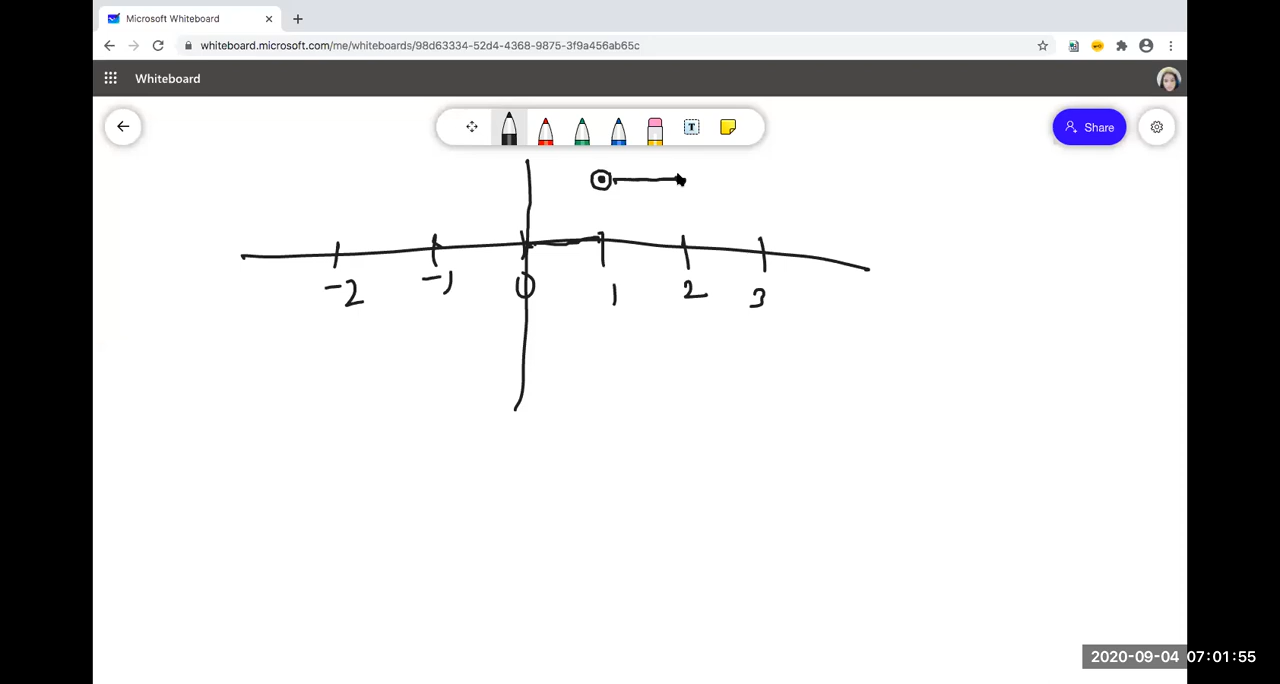 Microsoft Whiteboard
whiteboard.microsoft.com/me/whiteboards/98d63334-52d4-4368-9875-3f9a456ab65c
Whiteboard
T
Share
-2 -1 0 1 2 3
2020-09-04 07:01:55